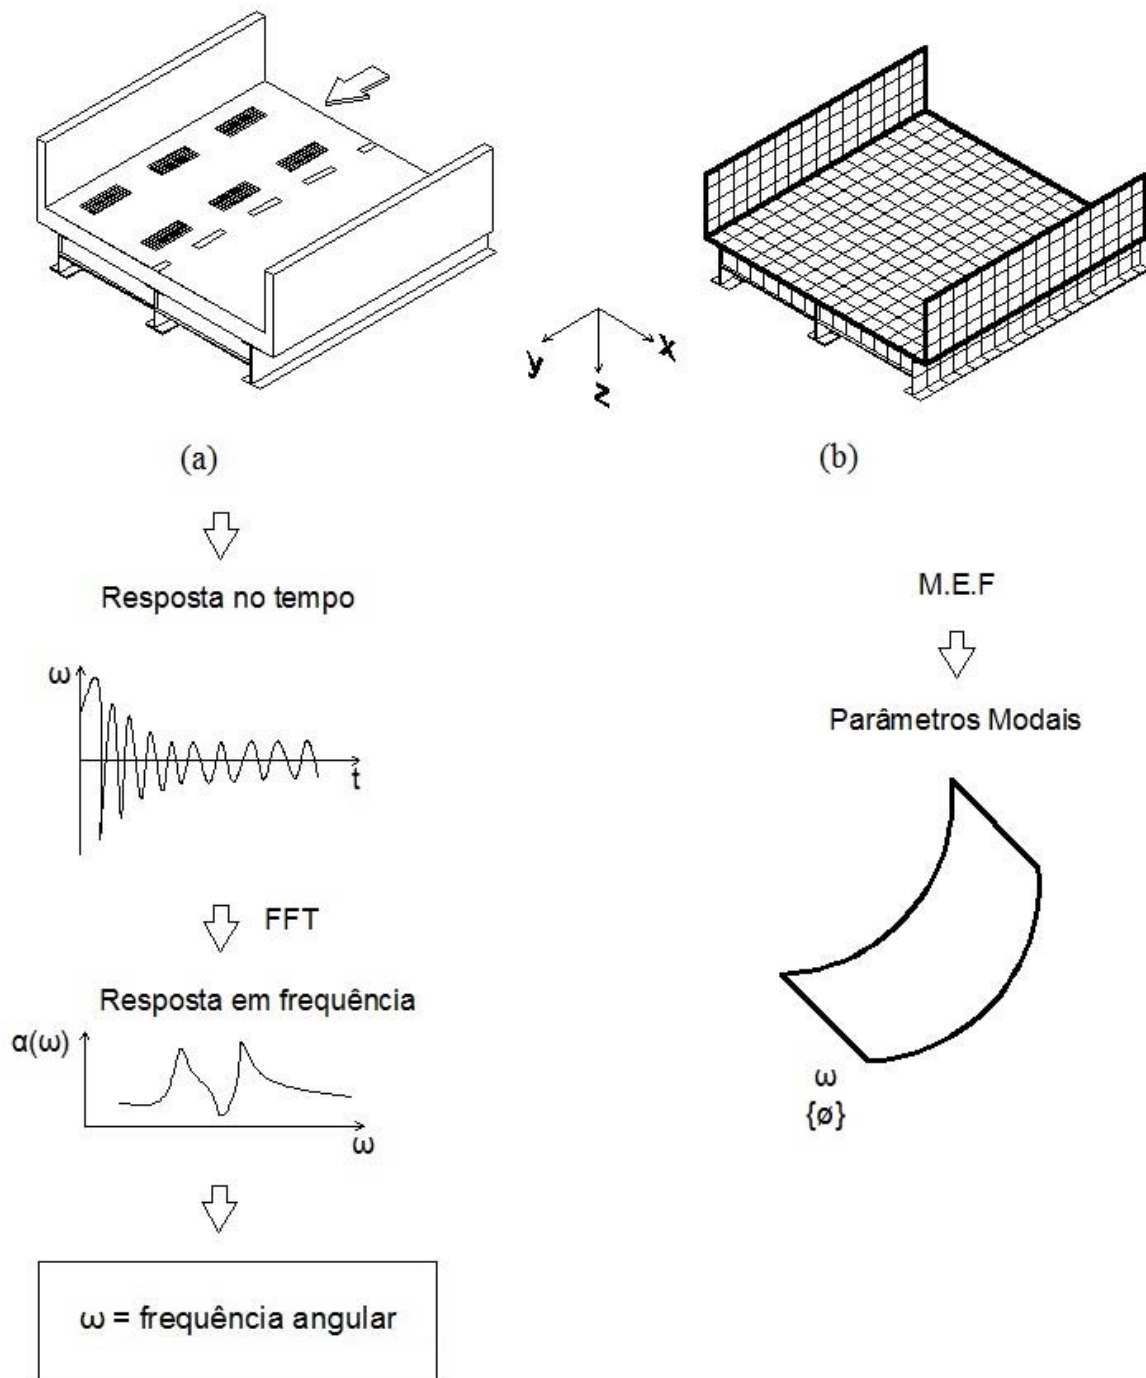 y
x
z
(a)
(b)
Resposta no tempo
ω
t
FFT
Resposta em frequência
α(ω)
ω
ω = frequência angular
M.E.F
Parâmetros Modais
ω
{ø}